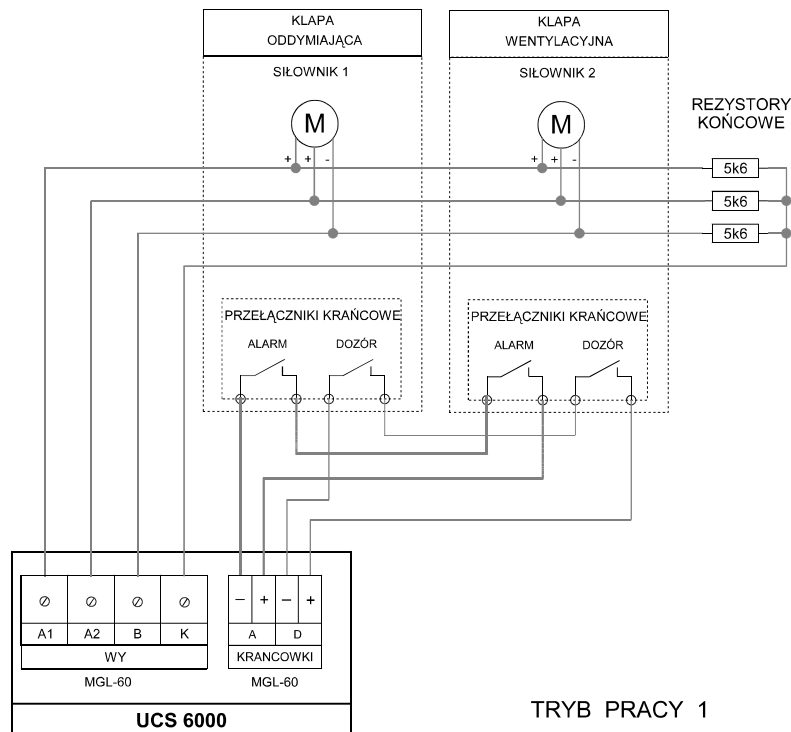 KLAPA
ODDYMIAJĄCA
KLAPA
WENTYLACYJNA
SIŁOWNIK 1
SIŁOWNIK 2
M
M
REZYSTORY
KOŃCOWE
+ + -
+ + -
5k6
5k6
5k6
PRZEŁĄCZNIKI KRAŃCOWE
PRZEŁĄCZNIKI KRAŃCOWE
ALARM DOZÓR
ALARM DOZÓR
A1 A2 B K
WY
MGL-60
− + − +
A D
KRANCOWKI
MGL-60
UCS 6000
TRYB PRACY 1